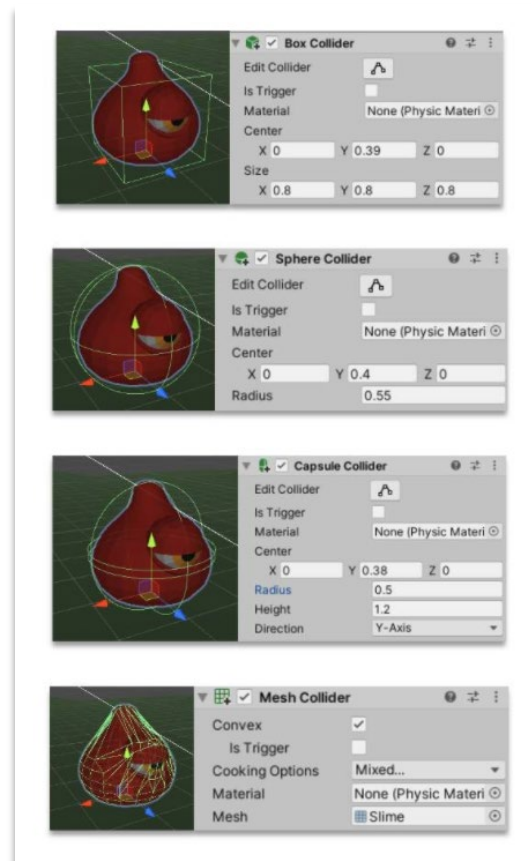 Box Collider
Edit Collider
Is Trigger
Material None (Physic Materi
Center
X 0 Y 0.39 Z 0
Size
X 0.8 Y 0.8 Z 0.8
Sphere Collider
Edit Collider
Is Trigger
Material None (Physic Materi
Center
X 0 Y 0.4 Z 0
Radius 0.55
Capsule Collider
Edit Collider
Is Trigger
Material None (Physic Materi
Center
X 0 Y 0.38 Z 0
Radius 0.5
Height 1.2
Direction Y-Axis
Mesh Collider
Convex
Is Trigger
Cooking Options Mixed...
Material None (Physic Materi
Mesh Slime